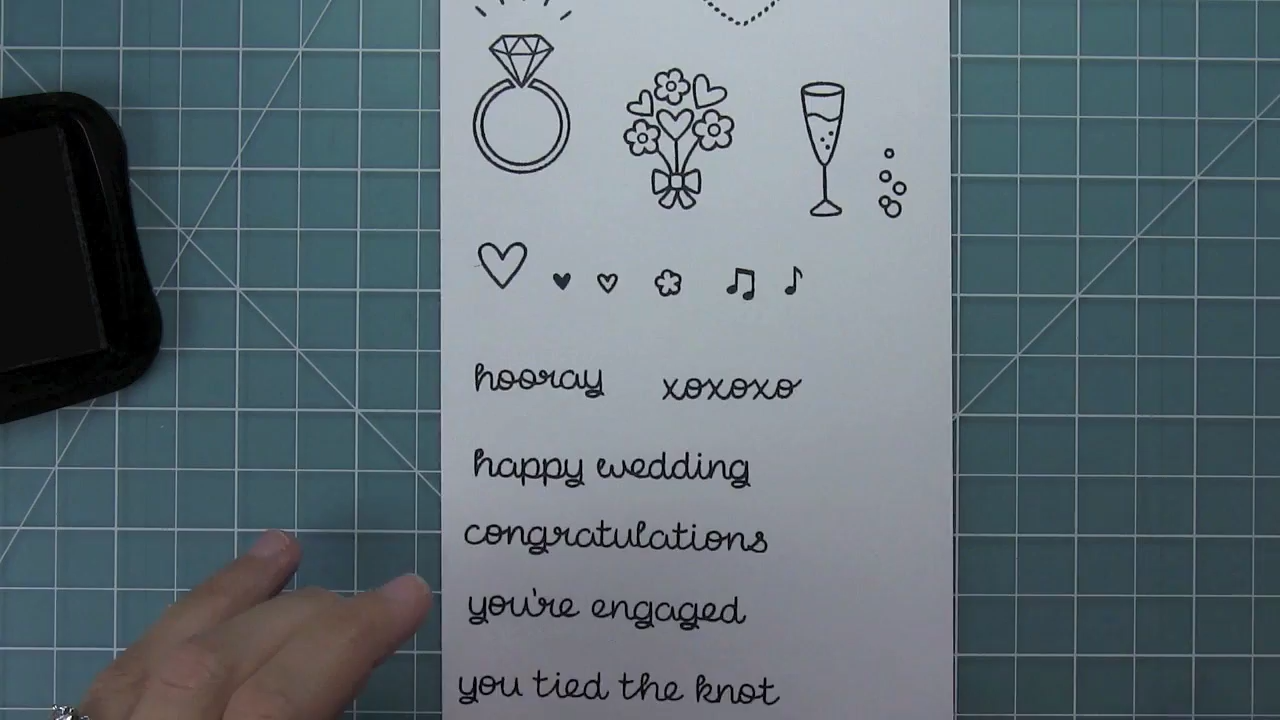 hooray xoxoxo
happy wedding
congratulations
you're engaged
you tied the knot